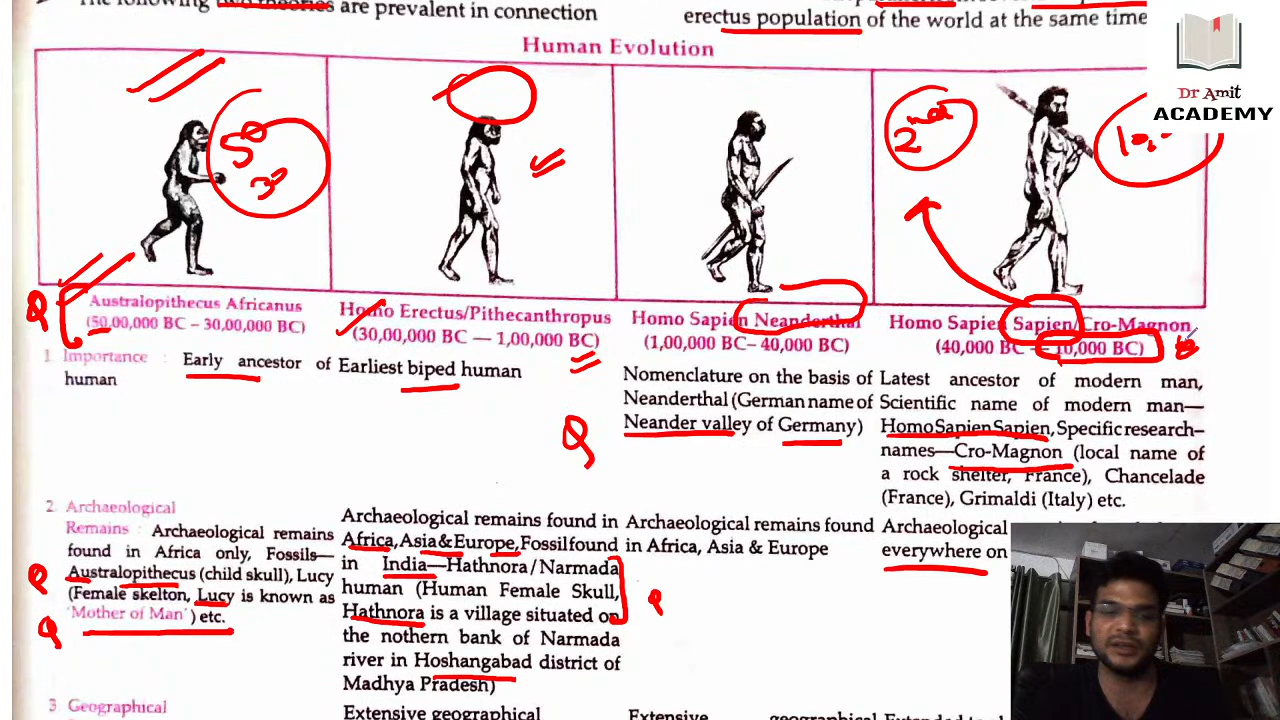 The following two theories are prevalent in connection
erectus population of the world at the same time
Dr Amit
ACADEMY
Human Evolution
50
30
2nd
Australopithecus Africanus
(50,00,000 BC – 30,00,000 BC)
Homo Erectus/Pithecanthropus
(30,00,000 BC — 1,00,000 BC)
Homo Sapien Neanderthal
(1,00,000 BC– 40,000 BC)
Homo Sapien Sapien/Cro-Magnon
(40,000 BC – 10,000 BC)
Q
1. Importance : Early ancestor of
human
Earliest biped human
Nomenclature on the basis of
Neanderthal (German name of
Neander valley of Germany)
Q
Latest ancestor of modern man,
Scientific name of modern man—
Homo Sapien Sapien, Specific research–
names—Cro-Magnon (local name of
a rock shelter, France), Chancelade
(France), Grimaldi (Italy) etc.
2. Archaeological
Remains : Archaeological remains
found in Africa only, Fossils—
Australopithecus (child skull), Lucy
(Female skelton, Lucy is known as
'Mother of Man') etc.
Q
Q
Archaeological remains found in
Africa, Asia & Europe, Fossil found
in India—Hathnora/Narmada
human (Human Female Skull,
Hathnora is a village situated on
the nothern bank of Narmada
river in Hoshangabad district of
Madhya Pradesh)
Q
Archaeological remains found
in Africa, Asia & Europe
Archaeological
everywhere on
3. Geographical
Extensive geographical
Extensive geographical